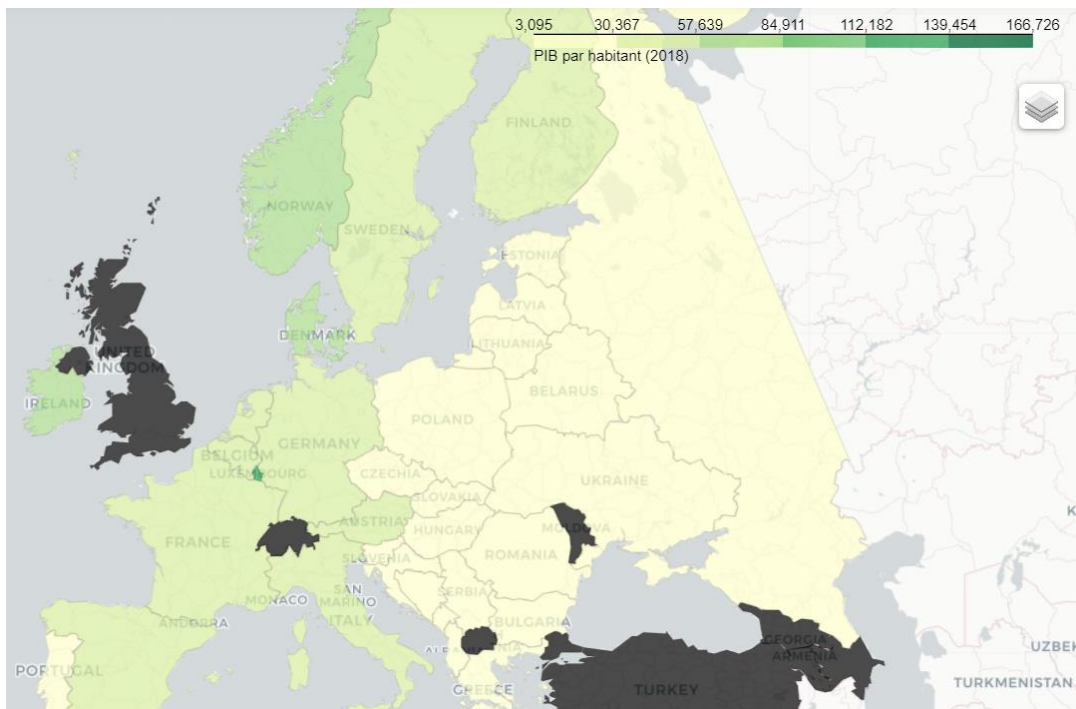 3,095 30,367 57,639 84,911 112,182 139,454 166,726
PIB par habitant (2018)
FINLAND
NORWAY
SWEDEN
ESTONIA
LATVIA
DENMARK
LITHUANIA
UNITED
KINGDOM
BELARUS
IRELAND
POLAND
GERMANY
BELGIUM
LUXEMBOURG
CZECHIA
UKRAINE
SLOVAKIA
AUSTRIA
MOLDOVA
HUNGARY
FRANCE
ROMANIA
SLOVENIA
SERBIA
SAN
MARINO
MONACO
ITALY
ANDORRA
BULGARIA
GEORGIA
ARMENIA
UZBEK
PORTUGAL
TURKMENISTAN
GREECE
TURKEY